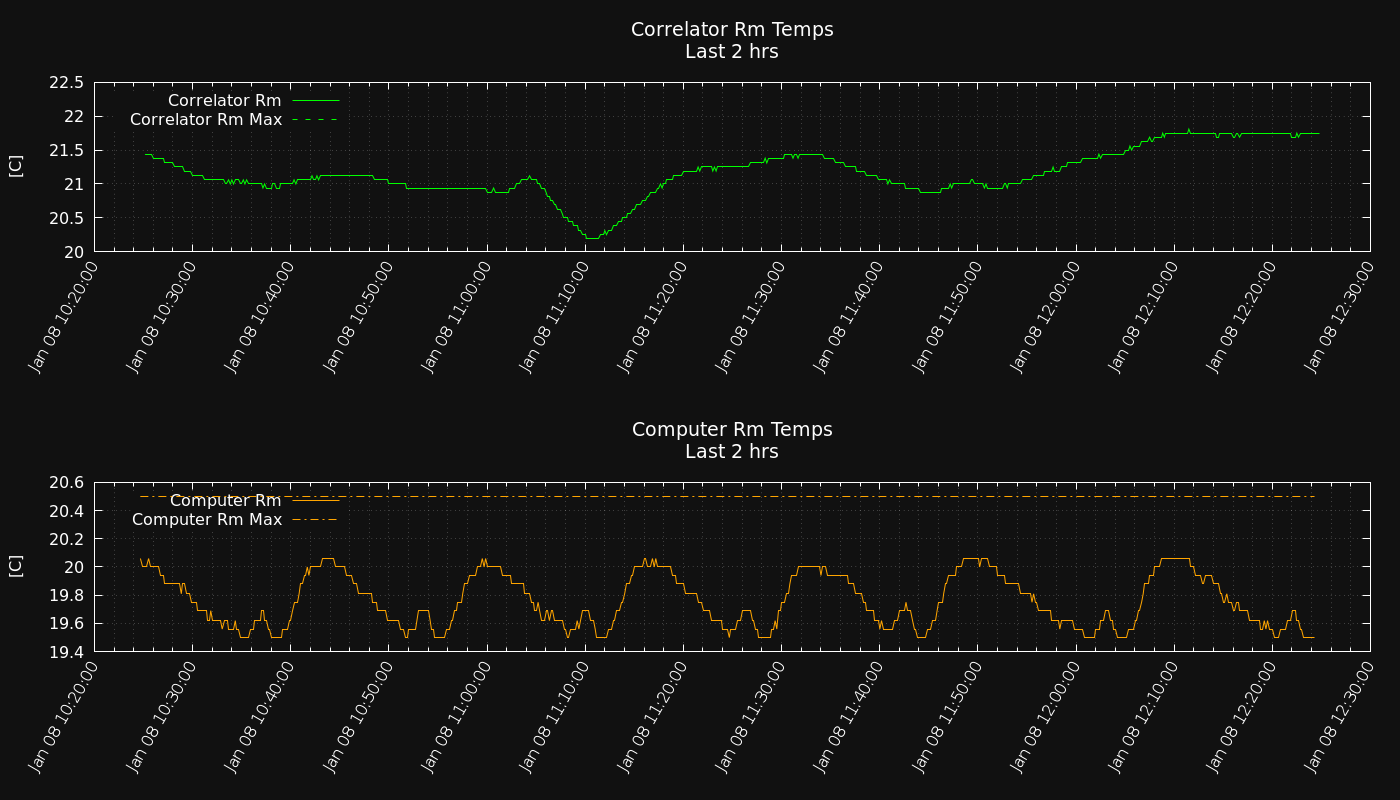 Correlator Rm Temps
Last 2 hrs
[C]
22.5
22
21.5
21
20.5
20
Correlator Rm
Correlator Rm Max
Jan 08 10:20:00
Jan 08 10:30:00
Jan 08 10:40:00
Jan 08 10:50:00
Jan 08 11:00:00
Jan 08 11:10:00
Jan 08 11:20:00
Jan 08 11:30:00
Jan 08 11:40:00
Jan 08 11:50:00
Jan 08 12:00:00
Jan 08 12:10:00
Jan 08 12:20:00
Jan 08 12:30:00
Computer Rm Temps
Last 2 hrs
[C]
20.6
20.4
20.2
20
19.8
19.6
19.4
Computer Rm
Computer Rm Max
Jan 08 10:20:00
Jan 08 10:30:00
Jan 08 10:40:00
Jan 08 10:50:00
Jan 08 11:00:00
Jan 08 11:10:00
Jan 08 11:20:00
Jan 08 11:30:00
Jan 08 11:40:00
Jan 08 11:50:00
Jan 08 12:00:00
Jan 08 12:10:00
Jan 08 12:20:00
Jan 08 12:30:00